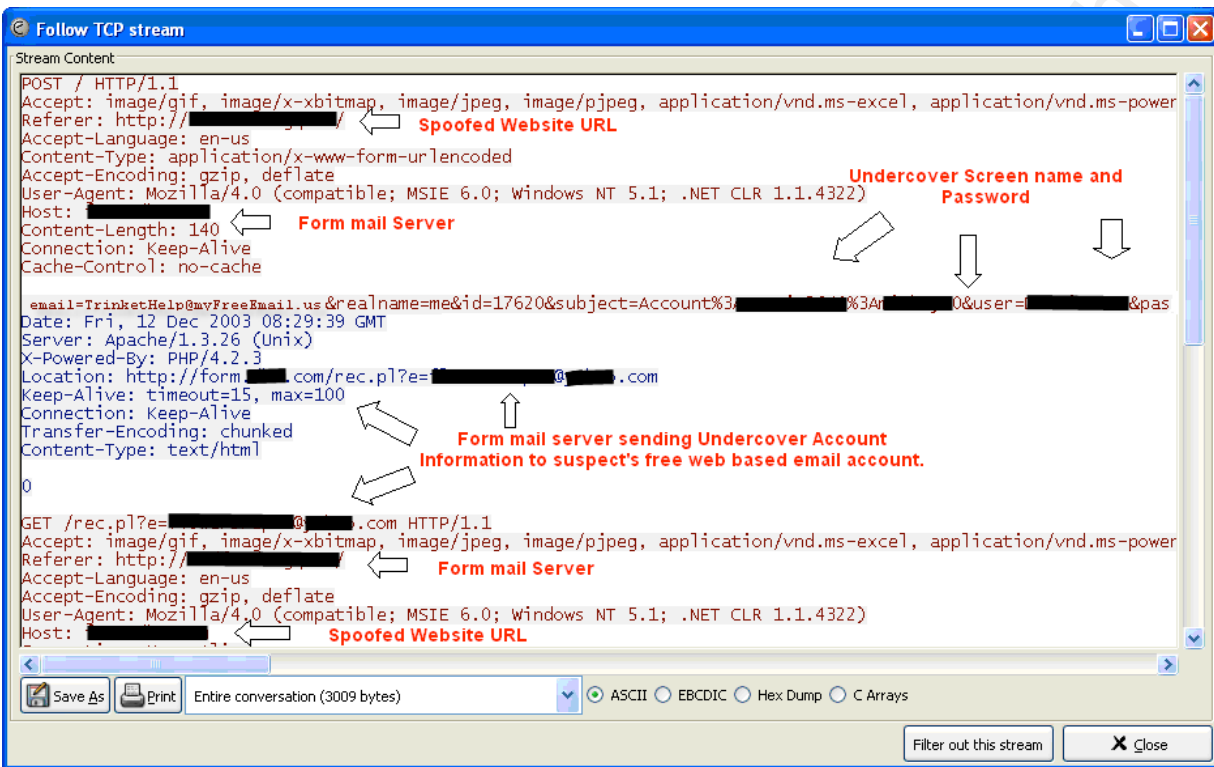 Follow TCP stream
Stream Content
POST / HTTP/1.1
Accept: image/gif, image/x-xbitmap, image/jpeg, image/pjpeg, application/vnd.ms-excel, application/vnd.ms-power
Referer: http:// / Spoofed Website URL
Accept-Language: en-us
Content-Type: application/x-www-form-urlencoded
Accept-Encoding: gzip, deflate
User-Agent: Mozilla/4.0 (compatible; MSIE 6.0; Windows NT 5.1; .NET CLR 1.1.4322)
Undercover Screen name and
Password
Host:
Form mail Server
Content-Length: 140
Connection: Keep-Alive
Cache-Control: no-cache
email=TrinketHelp@myFreeEmail.us&realname=me&id=17620&subject=Account%3 %3A 0&user= &pas
Date: Fri, 12 Dec 2003 08:29:39 GMT
Server: Apache/1.3.26 (Unix)
X-Powered-By: PHP/4.2.3
Location: http://form. .com/rec.pl?e= @ .com
Keep-Alive: timeout=15, max=100
Connection: Keep-Alive
Transfer-Encoding: chunked
Content-Type: text/html
Form mail server sending Undercover Account
Information to suspect's free web based email account.
0
GET /rec.pl?e= @ .com HTTP/1.1
Accept: image/gif, image/x-xbitmap, image/jpeg, image/pjpeg, application/vnd.ms-excel, application/vnd.ms-power
Referer: http:// / Form mail Server
Accept-Language: en-us
Accept-Encoding: gzip, deflate
User-Agent: Mozilla/4.0 (compatible; MSIE 6.0; Windows NT 5.1; .NET CLR 1.1.4322)
Host: Spoofed Website URL
Save As Print Entire conversation (3009 bytes) ASCII EBCDIC Hex Dump C Arrays
Filter out this stream Close